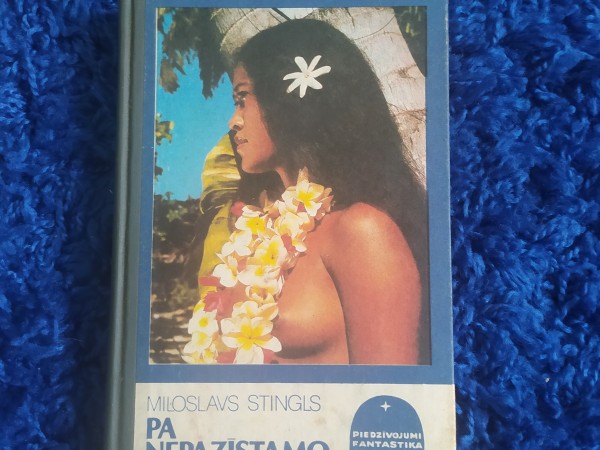 MILOSLAVS STINGLS
PA
NEPAZĪSTAMO
PIEDZĪVOJUMI
FANTASTIKA